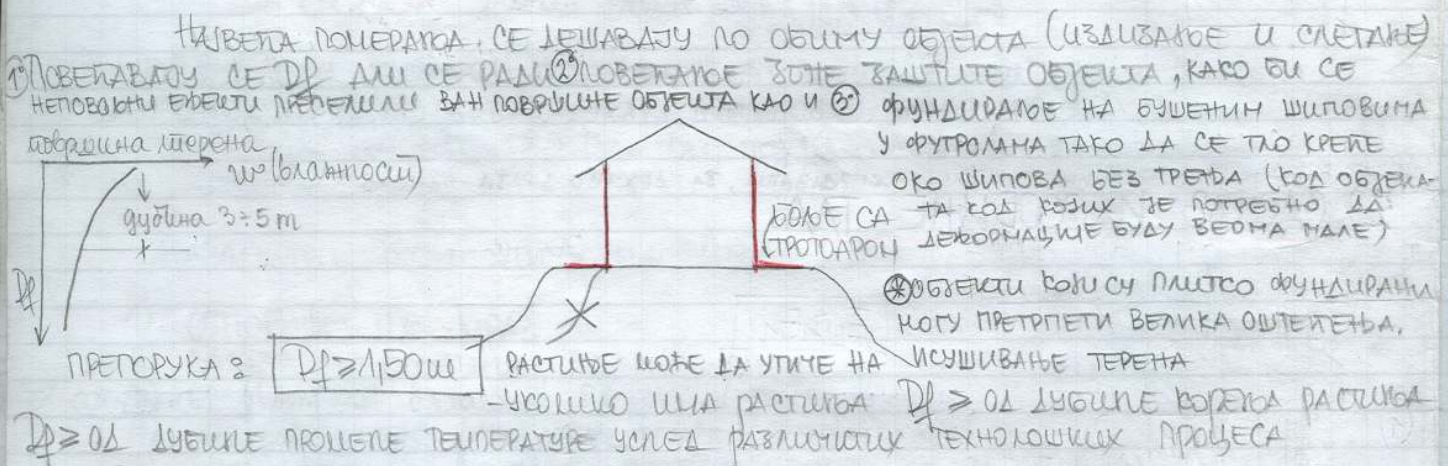 НАЈВЕЋА ПОМЕРАЊА СЕ ДЕШАВАЈУ ПО ОБИМУ ОБЈЕКТА (ИЗДИЗАЊЕ И СЛЕГАЊЕ)
1° ПОВЕЋАВАЈУ СЕ Df ИЛИ СЕ РАДИ 2° ПОВЕЋАЊЕ ЗОНЕ ЗАШТИТЕ ОБЈЕКТА, КАКО БИ СЕ
НЕПОВОЉНИ ЕФЕКТИ ПРЕСЕЛИЛИ ВАН ПОВРШИНЕ ОБЈЕКТА КАО И 3° ФУНДИРАЊЕ НА БУШЕНИМ ШИПОВИМА
У ФУТРОЛАМА ТАКО ДА СЕ ТЛО КРЕЋЕ
ОКО ШИПОВА БЕЗ ТРЕЊА (КОД ОБЈЕКА-
ТА КОД КОЈИХ ЈЕ ПОТРЕБНО ДА
ДЕФОРМАЦИЈЕ БУДУ ВЕОМА МАЛЕ)
површина терена
w (влажност)
дубина 3÷5 m
Df
БОЉЕ СА
ТРОТОАРОМ
* ОБЈЕКТИ КОЈИ СУ ПЛИТКО ФУНДИРАНИ
МОГУ ПРЕТРПЕТИ ВЕЛИКА ОШТЕЋЕЊА.
ПРЕПОРУКА: Df ≥ 1,50 m РАСТИЊЕ МОЖЕ ДА УТИЧЕ НА ИСУШИВАЊЕ ТЕРЕНА
- УКОЛИКО ИМА РАСТИЊА Df ≥ ОД ДУБИНЕ КОРЕЊА РАСТИЊА
Df ≥ ОД ДУБИНЕ ПРОМЕНЕ ТЕМПЕРАТУРЕ УСЛЕД РАЗЛИЧИТИХ ТЕХНОЛОШКИХ ПРОЦЕСА